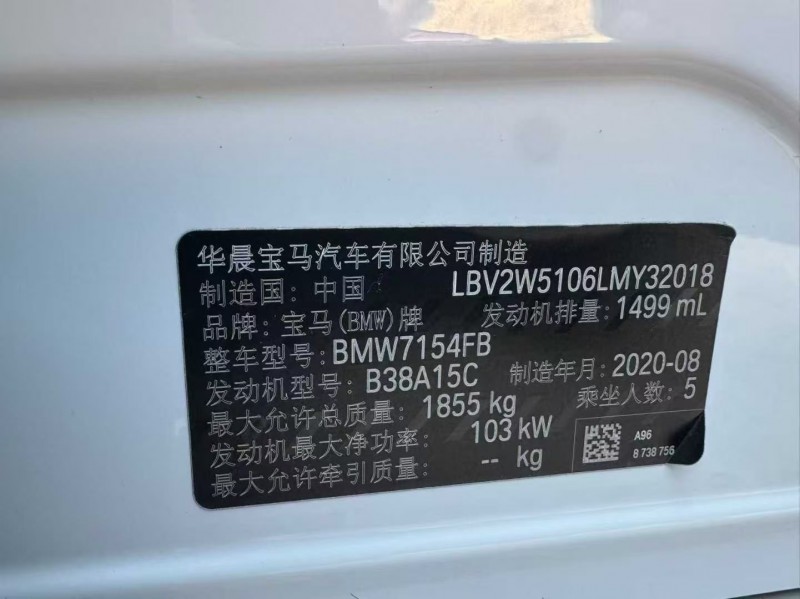 华晨宝马汽车有限公司制造
制造国: 中国 LBV2W5106LMY32018
品牌: 宝马(BMW)牌 发动机排量: 1499 mL
整车型号: BMW7154FB
发动机型号: B38A15C 制造年月: 2020-08
最大允许总质量: 1855 kg 乘坐人数: 5
发动机最大净功率: 103 kW
最大允许牵引质量: -- kg
A96
8 738 756